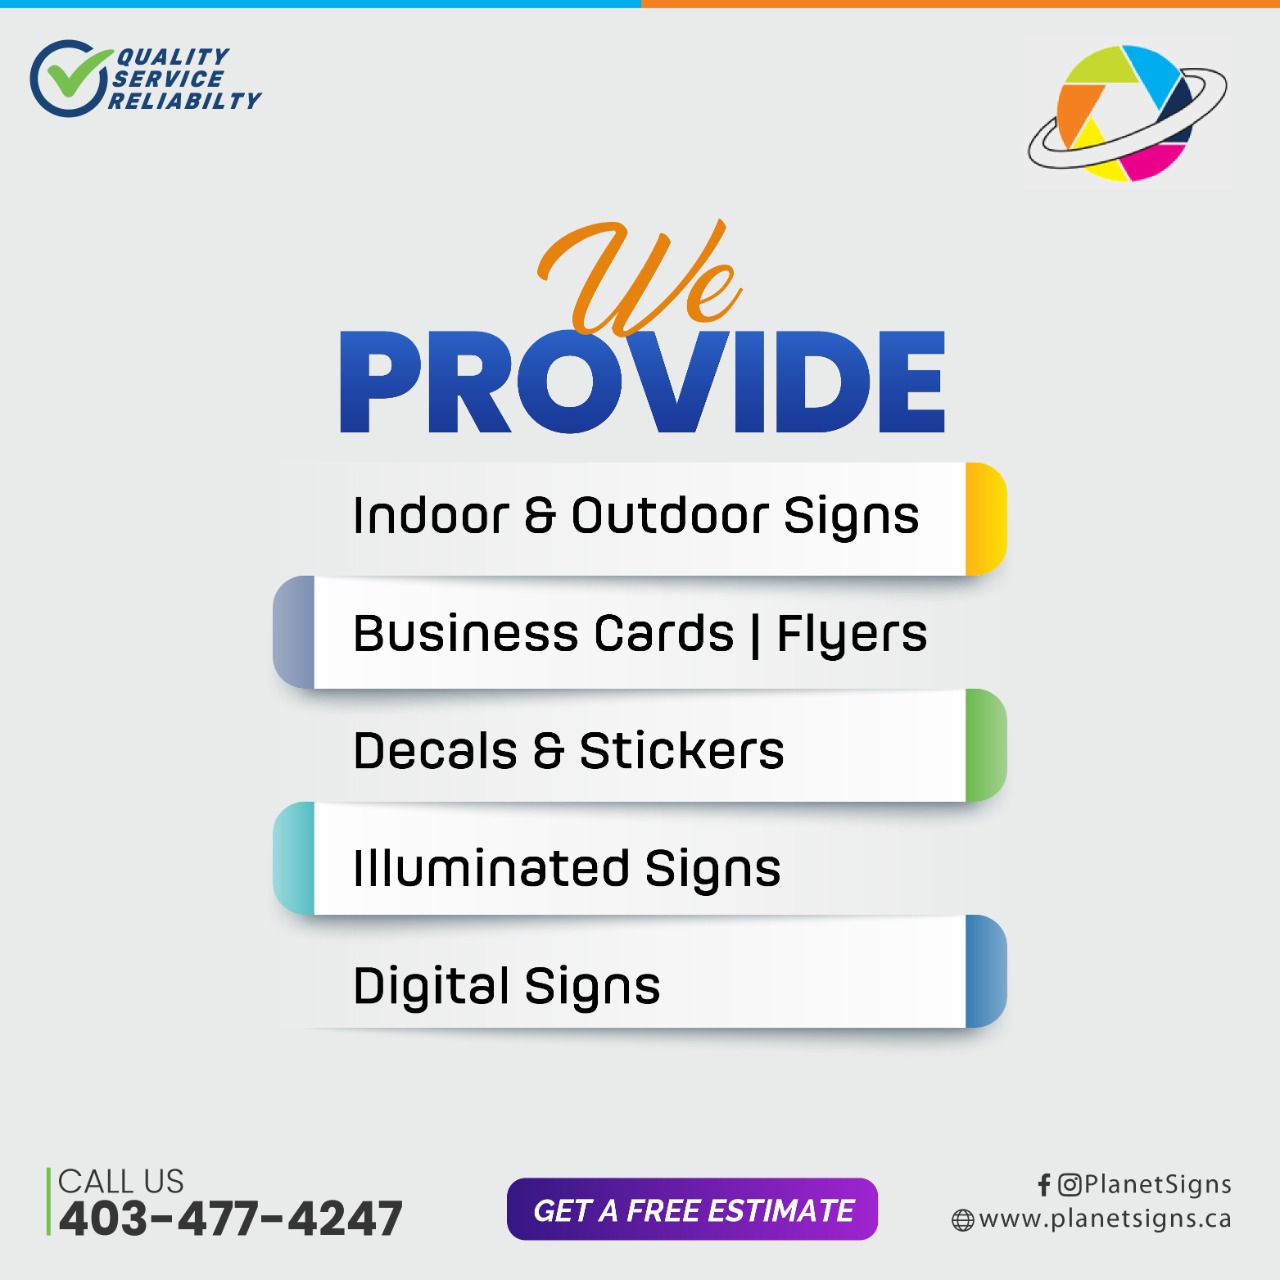 QUALITY
SERVICE
RELIABILTY
We
PROVIDE
Indoor & Outdoor Signs
Business Cards | Flyers
Decals & Stickers
Illuminated Signs
Digital Signs
CALL US
403-477-4247
GET A FREE ESTIMATE
PlanetSigns
www.planetsigns.ca